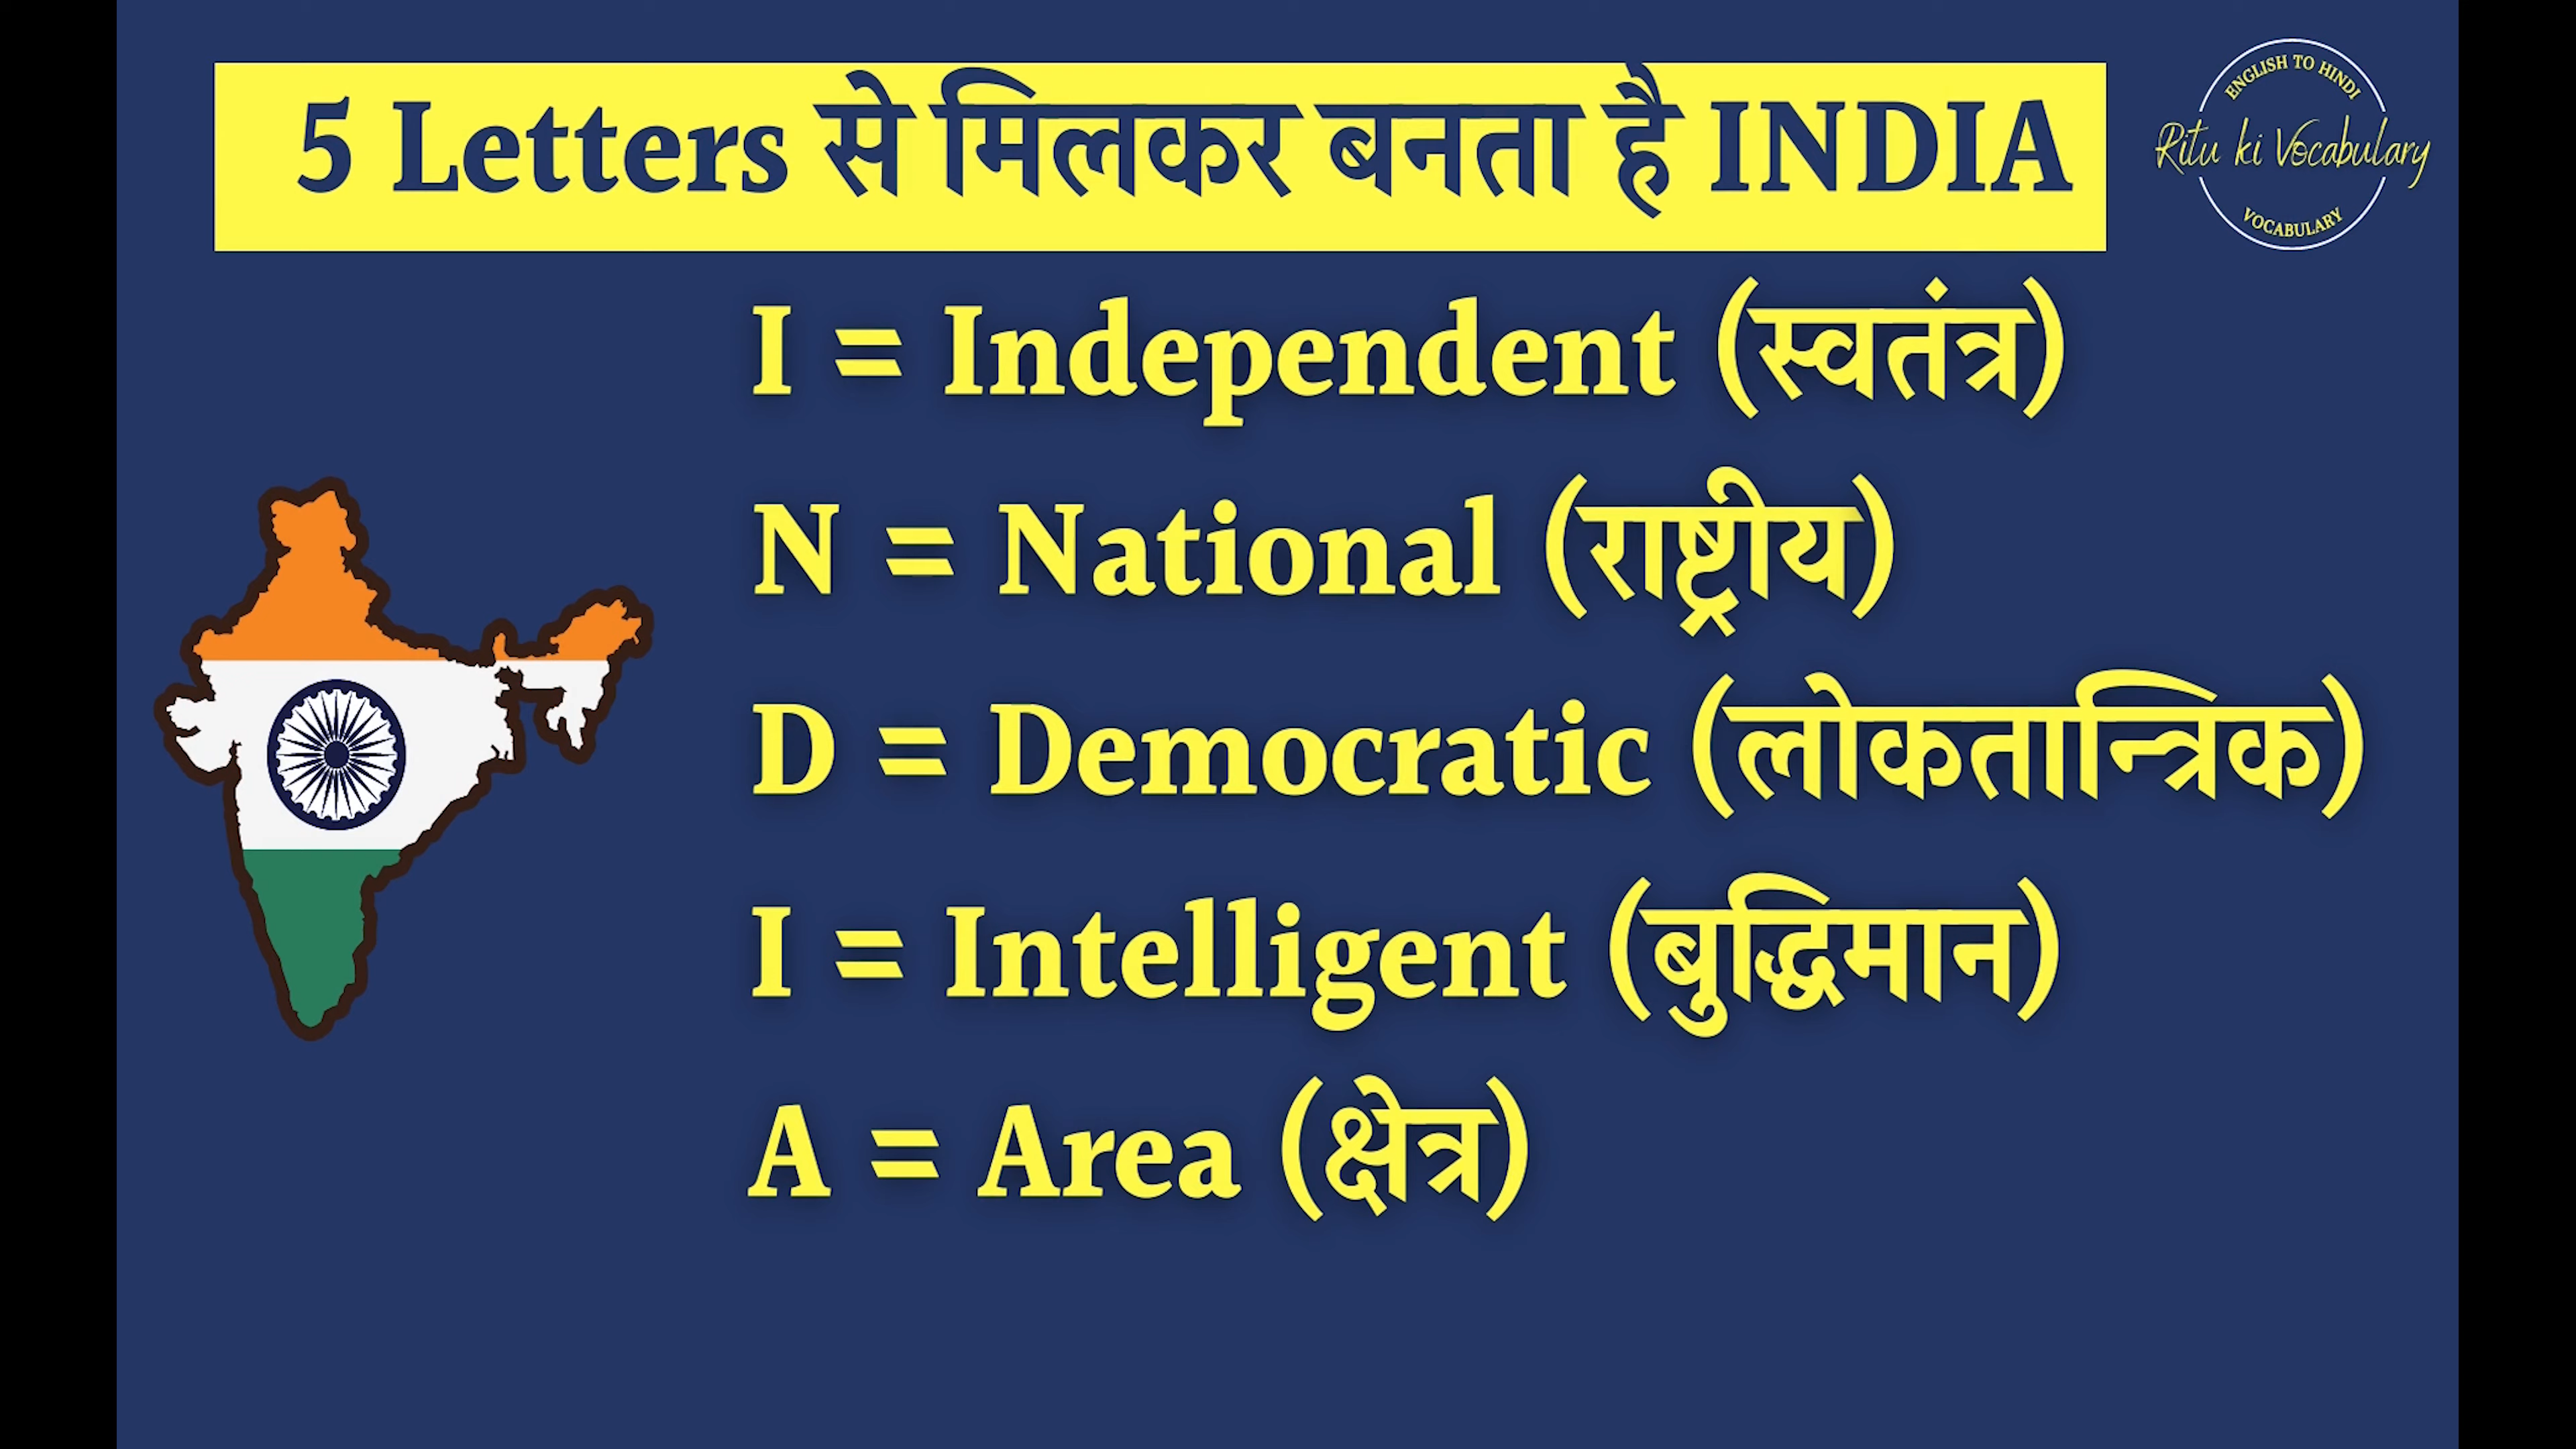 5 Letters से मिलकर बनता है INDIA
ENGLISH TO HINDI
Ritu ki Vocabulary
VOCABULARY
I = Independent (स्वतंत्र)
N = National (राष्ट्रीय)
D = Democratic (लोकतान्त्रिक)
I = Intelligent (बुद्धिमान)
A = Area (क्षेत्र)